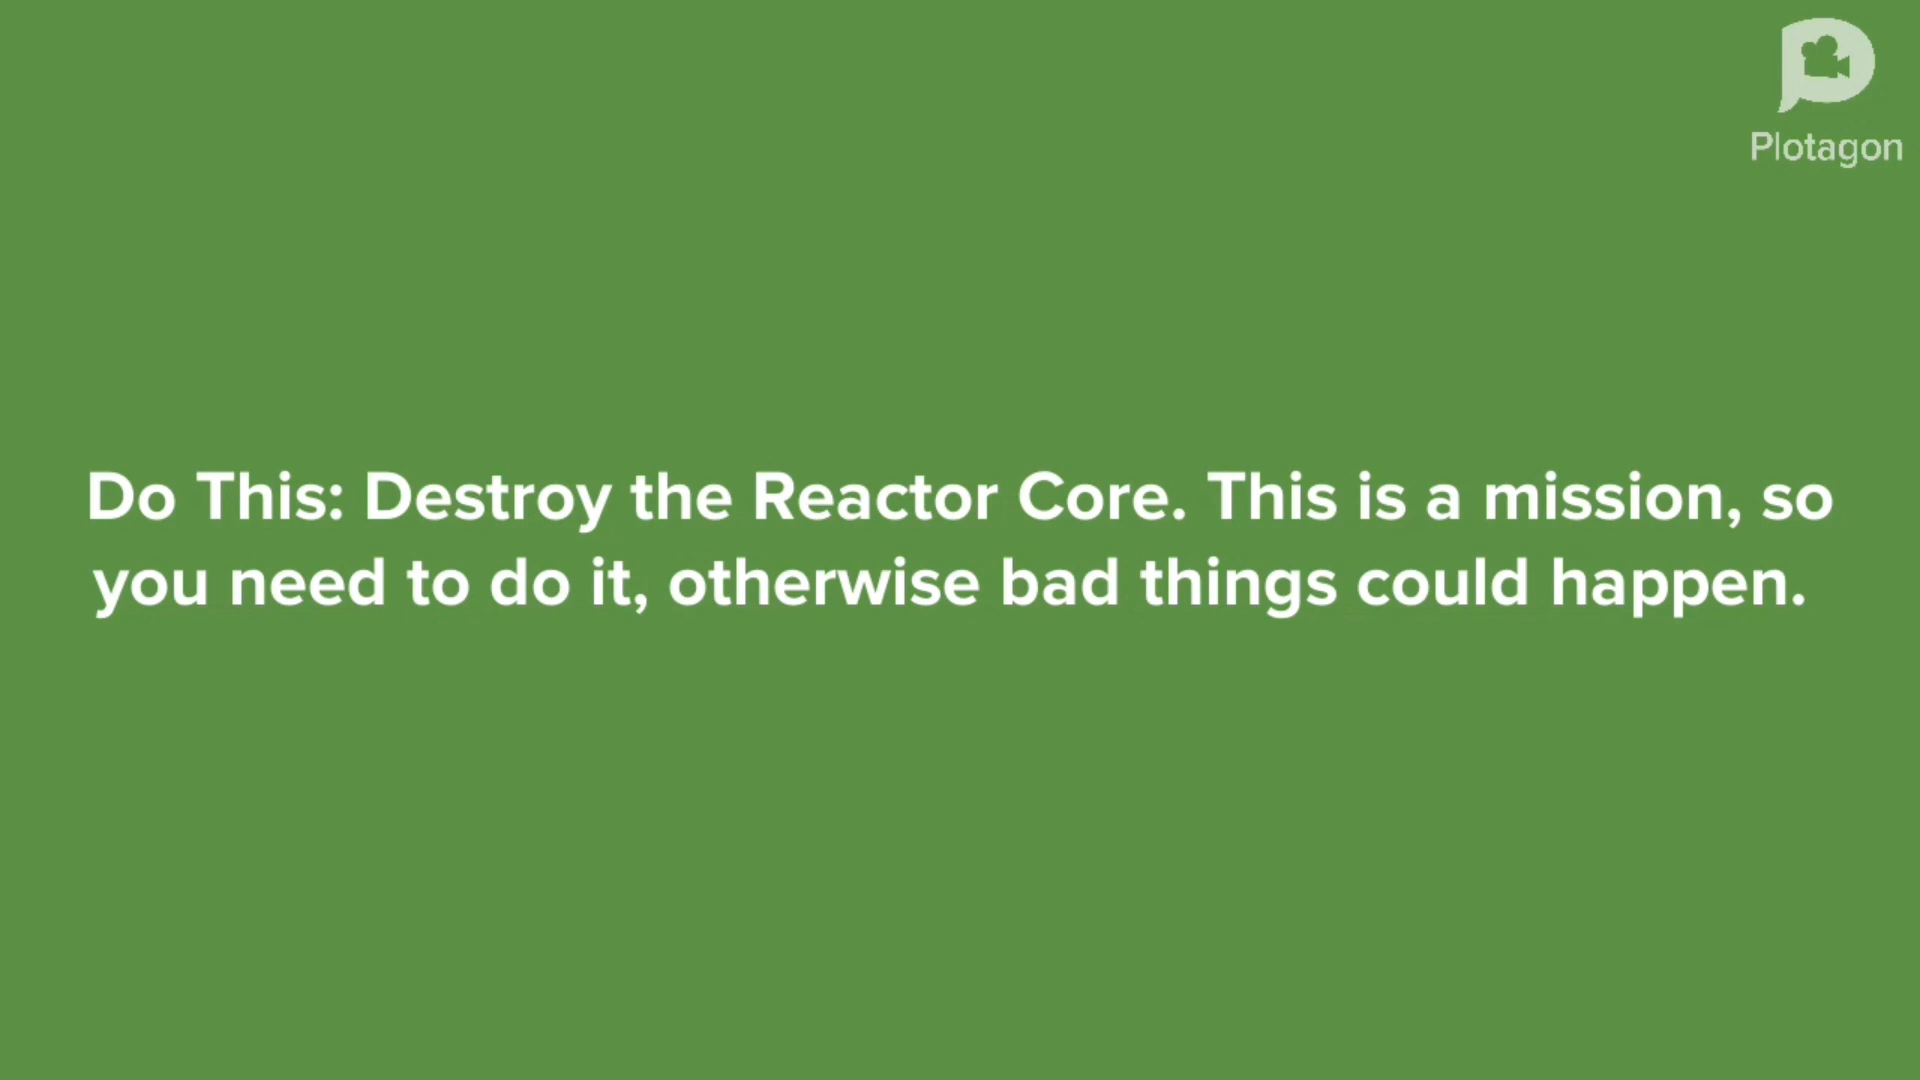 Plotagon
Do This: Destroy the Reactor Core. This is a mission, so
you need to do it, otherwise bad things could happen.